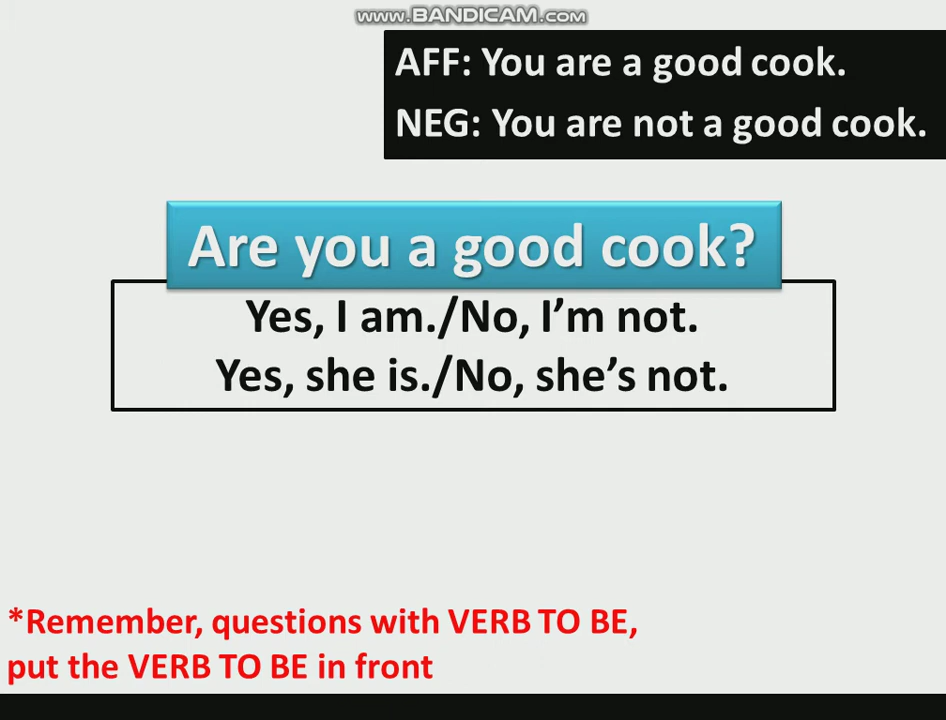 WWW.BANDICAM.COM
AFF: You are a good cook.
NEG: You are not a good cook.
Are you a good cook?
Yes, I am./No, I’m not.
Yes, she is./No, she’s not.
*Remember, questions with VERB TO BE,
put the VERB TO BE in front